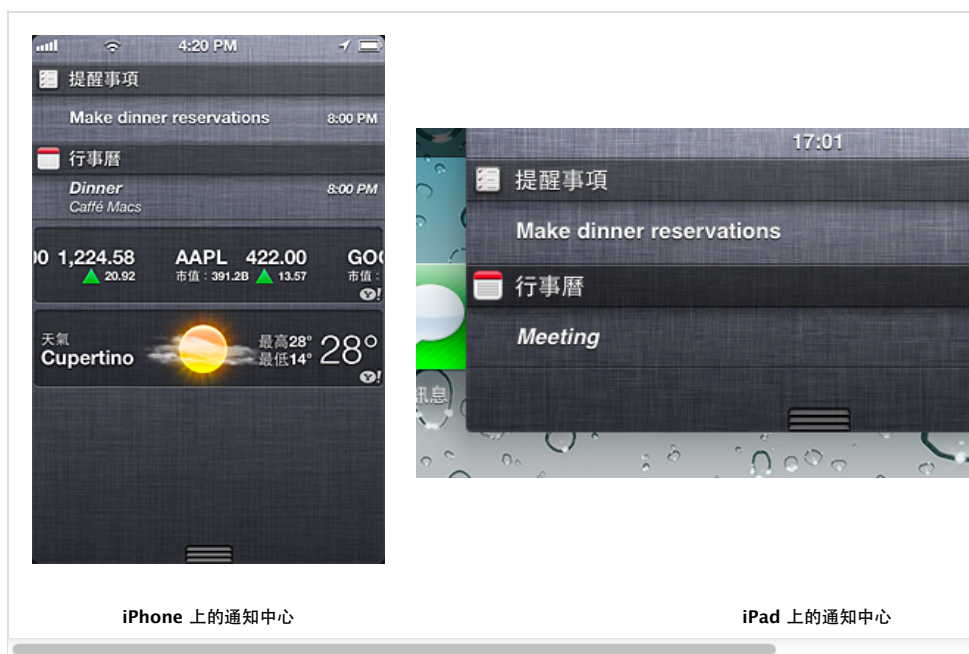 4:20 PM
提醒事項
Make dinner reservations 8:00 PM
行事曆
Dinner 8:00 PM
Caffé Macs
00 1,224.58 AAPL 422.00 GOO
20.92 市值：391.2B 13.57 市值：
Y!
天氣
Cupertino
最高28°
最低14°
28°
Y!
17:01
提醒事項
Make dinner reservations
行事曆
Meeting
訊息
iPhone 上的通知中心
iPad 上的通知中心